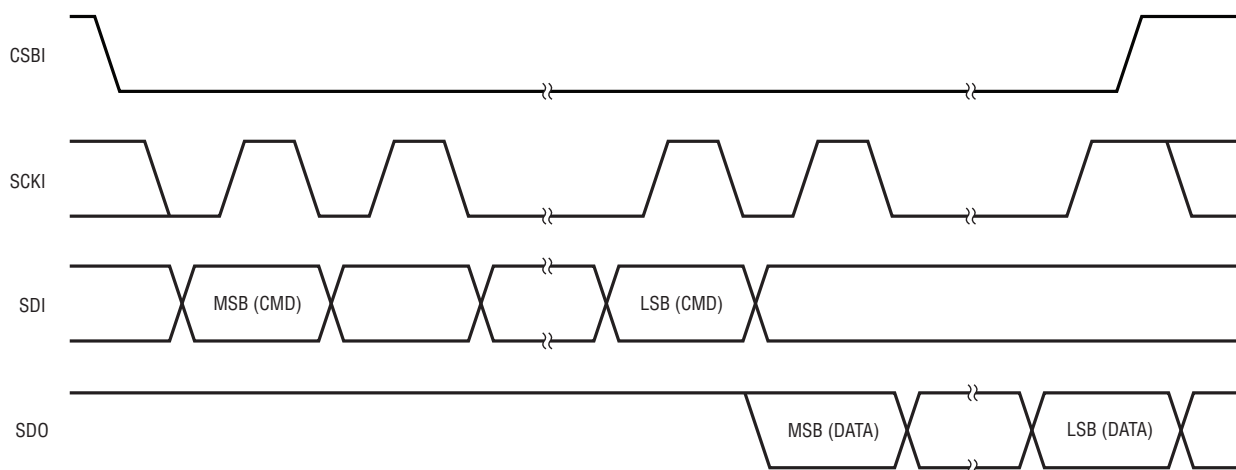 CSBI
SCKI
SDI
MSB (CMD)
LSB (CMD)
SDO
MSB (DATA)
LSB (DATA)